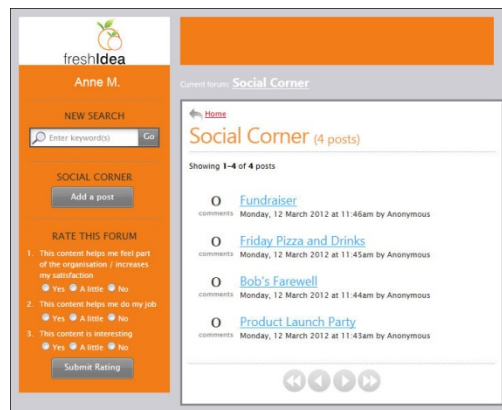 freshIdea
Anne M.
NEW SEARCH
Enter keyword(s) Go
SOCIAL CORNER
Add a post
RATE THIS FORUM
1. This content helps me feel part
of the organisation / increases
my satisfaction
Yes A little No
2. This content helps me do my job
Yes A little No
3. This content is interesting
Yes A little No
Submit Rating
Current forum: Social Corner
Home
Social Corner (4 posts)
Showing 1-4 of 4 posts
0 Fundraiser
comments Monday, 12 March 2012 at 11:46am by Anonymous
0 Friday Pizza and Drinks
comments Monday, 12 March 2012 at 11:45am by Anonymous
0 Bob's Farewell
comments Monday, 12 March 2012 at 11:44am by Anonymous
0 Product Launch Party
comments Monday, 12 March 2012 at 11:43am by Anonymous